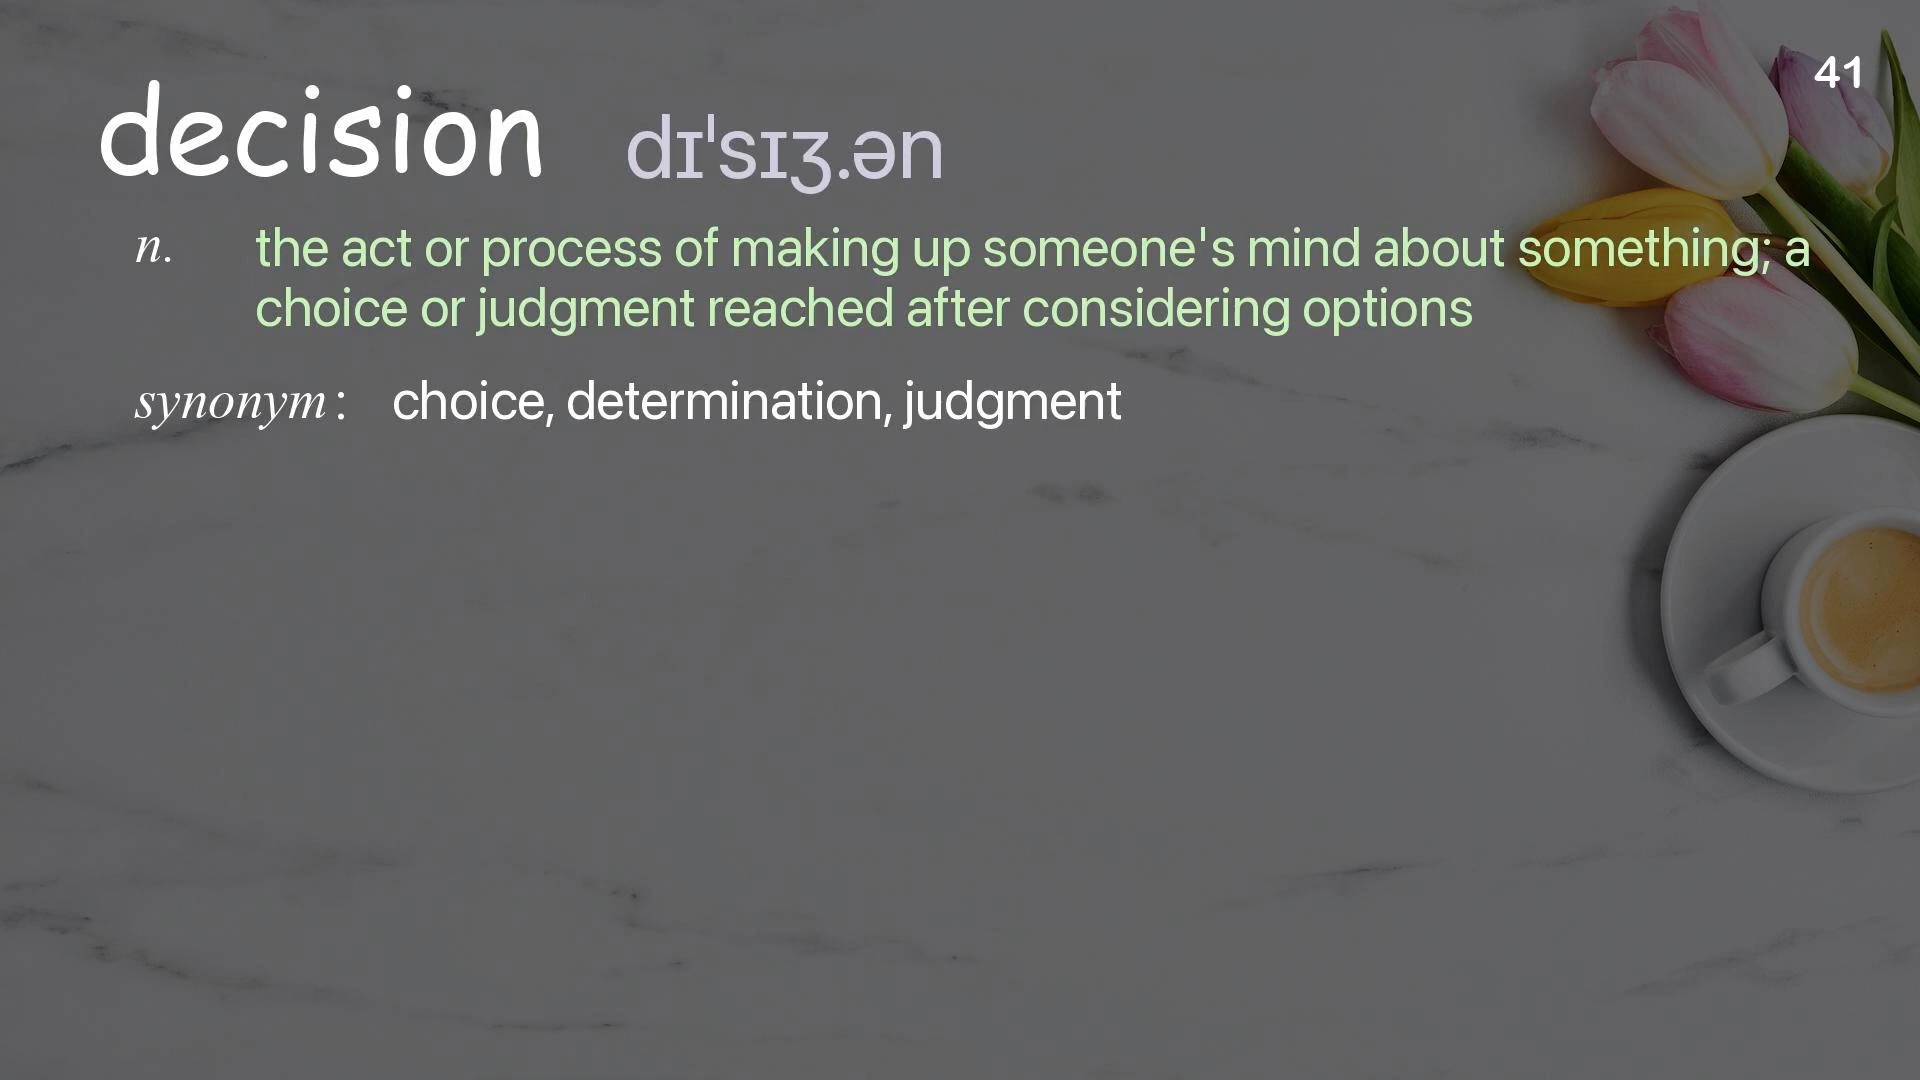 41
decision dɪˈsɪʒ.ən
n. the act or process of making up someone's mind about something; a
choice or judgment reached after considering options
synonym : choice, determination, judgment